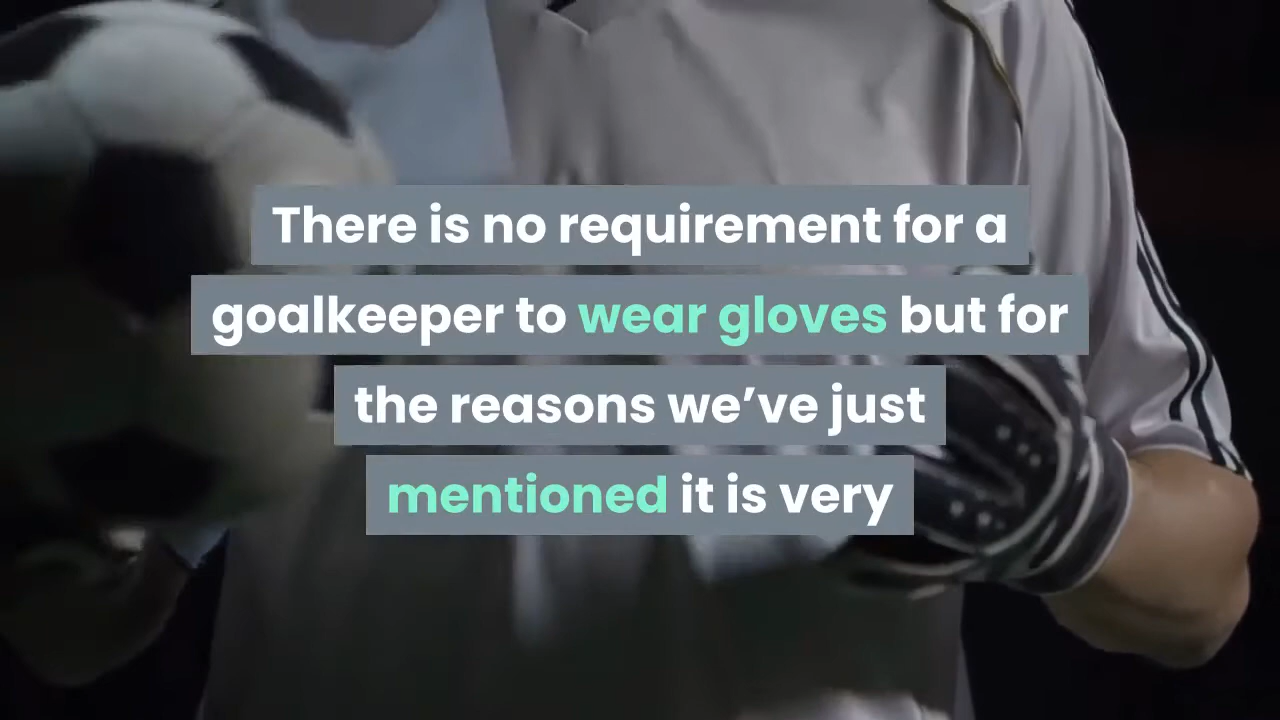 There is no requirement for a
goalkeeper to wear gloves but for
the reasons we’ve just
mentioned it is very